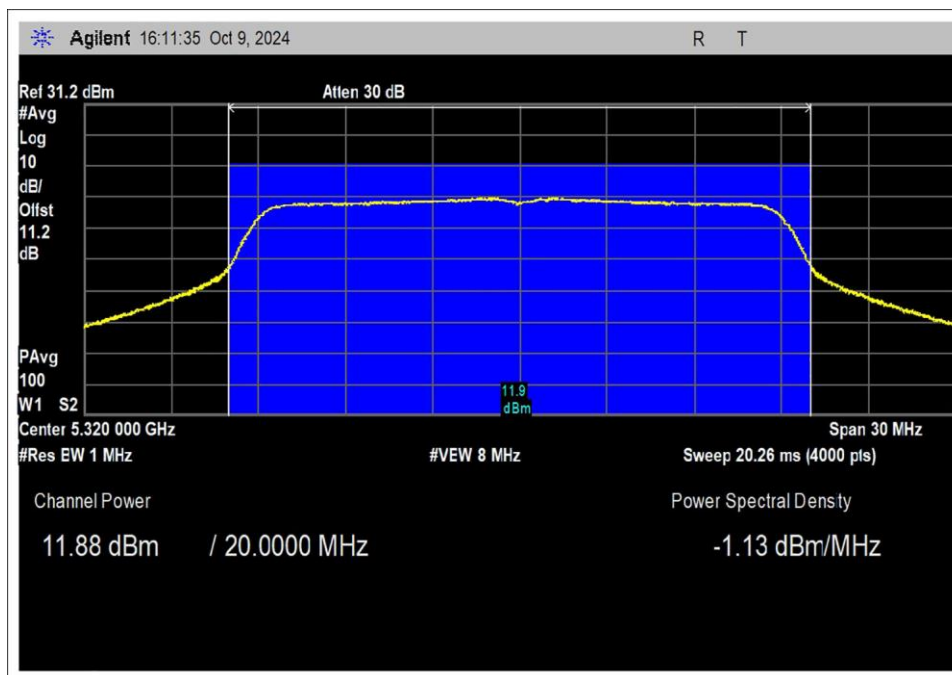 Agilent 16:11:35 Oct 9, 2024 R T
Ref 31.2 dBm Atten 30 dB
#Avg
Log
10
dB/
Offst
11.2
dB
PAvg
100
11.9
dBm
W1 S2
Center 5.320 000 GHz Span 30 MHz
#Res BW 1 MHz #VBW 8 MHz Sweep 20.26 ms (4000 pts)
Channel Power Power Spectral Density
11.88 dBm / 20.0000 MHz -1.13 dBm/MHz